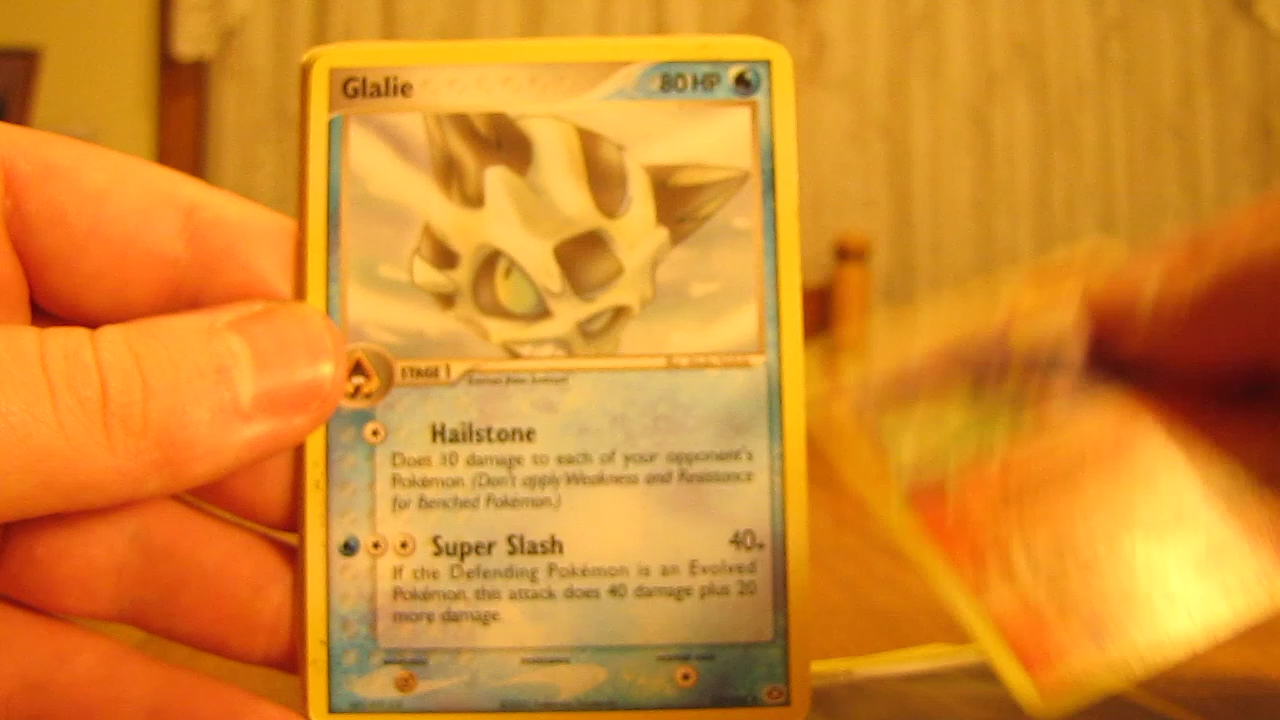 Glalie 80 HP
STAGE 1
Hailstone
Does 10 damage to each of your opponent's
Pokémon. (Don't apply Weakness and Resistance
for Benched Pokémon.)
Super Slash 40+
If the Defending Pokémon is an Evolved
Pokémon, this attack does 40 damage plus 20
more damage.